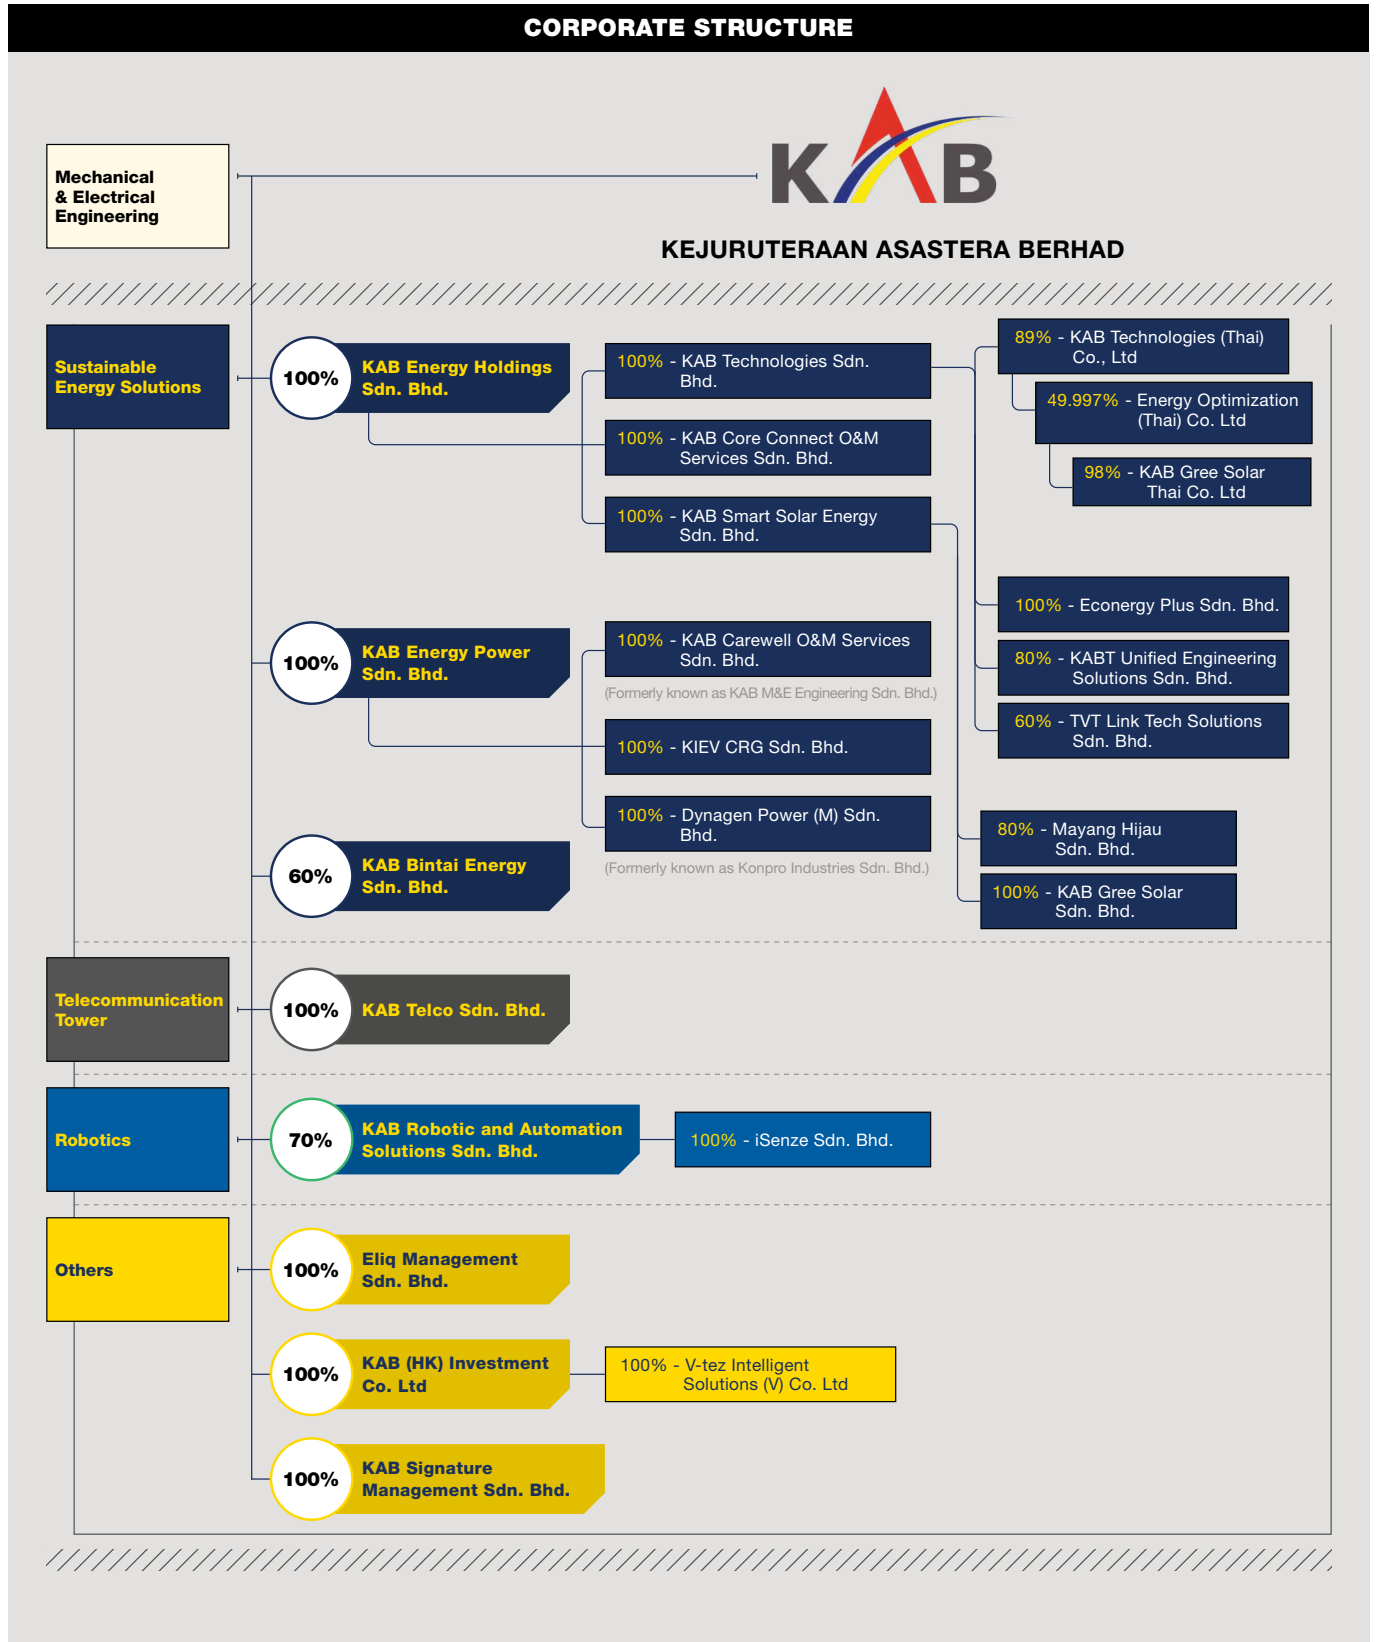 CORPORATE STRUCTURE
KAB
KEJURUTERAAN ASASTERA BERHAD
Mechanical
& Electrical
Engineering
Sustainable
Energy Solutions
100%
KAB Energy Holdings
Sdn. Bhd.
100% - KAB Technologies Sdn.
Bhd.
100% - KAB Core Connect O&M
Services Sdn. Bhd.
100% - KAB Smart Solar Energy
Sdn. Bhd.
89% - KAB Technologies (Thai)
Co., Ltd
49.997% - Energy Optimization
(Thai) Co. Ltd
98% - KAB Gree Solar
Thai Co. Ltd
100% - Econergy Plus Sdn. Bhd.
80% - KABT Unified Engineering
Solutions Sdn. Bhd.
60% - TVT Link Tech Solutions
Sdn. Bhd.
80% - Mayang Hijau
Sdn. Bhd.
100% - KAB Gree Solar
Sdn. Bhd.
100%
KAB Energy Power
Sdn. Bhd.
100% - KAB Carewell O&M Services
Sdn. Bhd.
(Formerly known as KAB M&E Engineering Sdn. Bhd.)
100% - KIEV CRG Sdn. Bhd.
100% - Dynagen Power (M) Sdn.
Bhd.
(Formerly known as Konpro Industries Sdn. Bhd.)
60%
KAB Bintai Energy
Sdn. Bhd.
Telecommunication
Tower
100%
KAB Telco Sdn. Bhd.
Robotics
70%
KAB Robotic and Automation
Solutions Sdn. Bhd.
100% - iSenze Sdn. Bhd.
Others
100%
Eliq Management
Sdn. Bhd.
100%
KAB (HK) Investment
Co. Ltd
100% - V-tez Intelligent
Solutions (V) Co. Ltd
100%
KAB Signature
Management Sdn. Bhd.